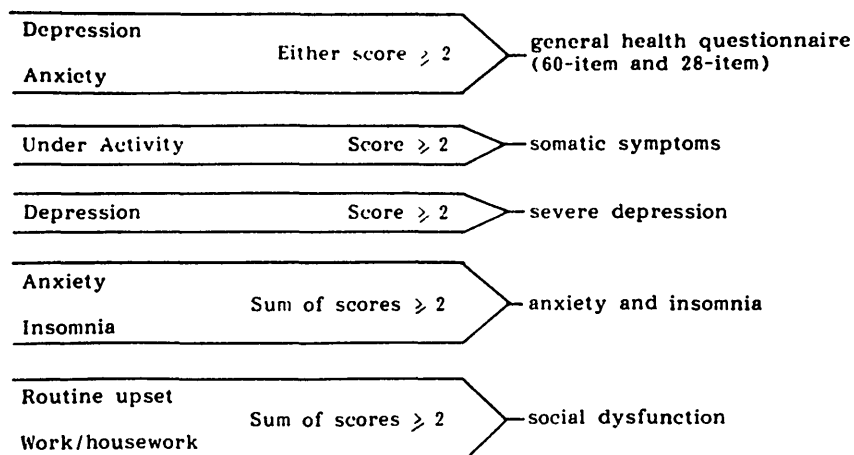 Depression
Either score ⩾ 2
general health questionnaire
(60-item and 28-item)
Anxiety
Under Activity Score ⩾ 2 somatic symptoms
Depression Score ⩾ 2 severe depression
Anxiety
Sum of scores ⩾ 2 anxiety and insomnia
Insomnia
Routine upset
Sum of scores ⩾ 2 social dysfunction
Work/housework